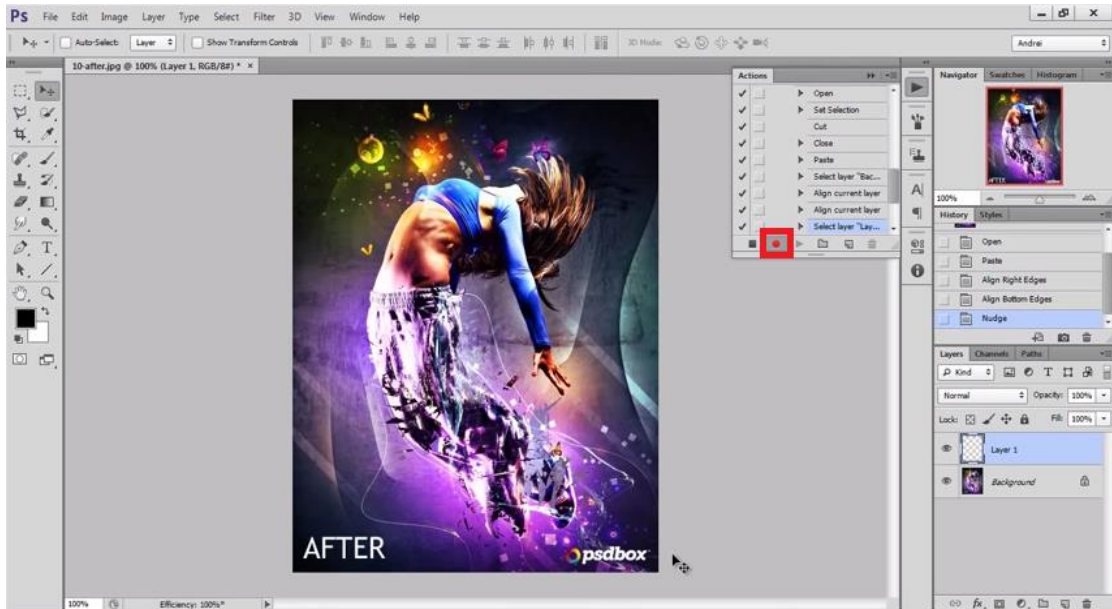 Ps File Edit Image Layer Type Select Filter 3D View Window Help
Auto-Select: Layer Show Transform Controls 3D Mode: Andrei
10-after.jpg @ 100% (Layer 1, RGB/8#) * ×
Actions
Open
Set Selection
Cut
Close
Paste
Select layer "Bac...
Align current layer
Align current layer
Select layer "Lay...
Navigator Swatches Histogram
100%
History Styles
Open
Paste
Align Right Edges
Align Bottom Edges
Nudge
Layers Channels Paths
Kind
Normal Opacity: 100%
Lock: Fill: 100%
Layer 1
Background
AFTER
psdbox
100% Efficiency: 100%*